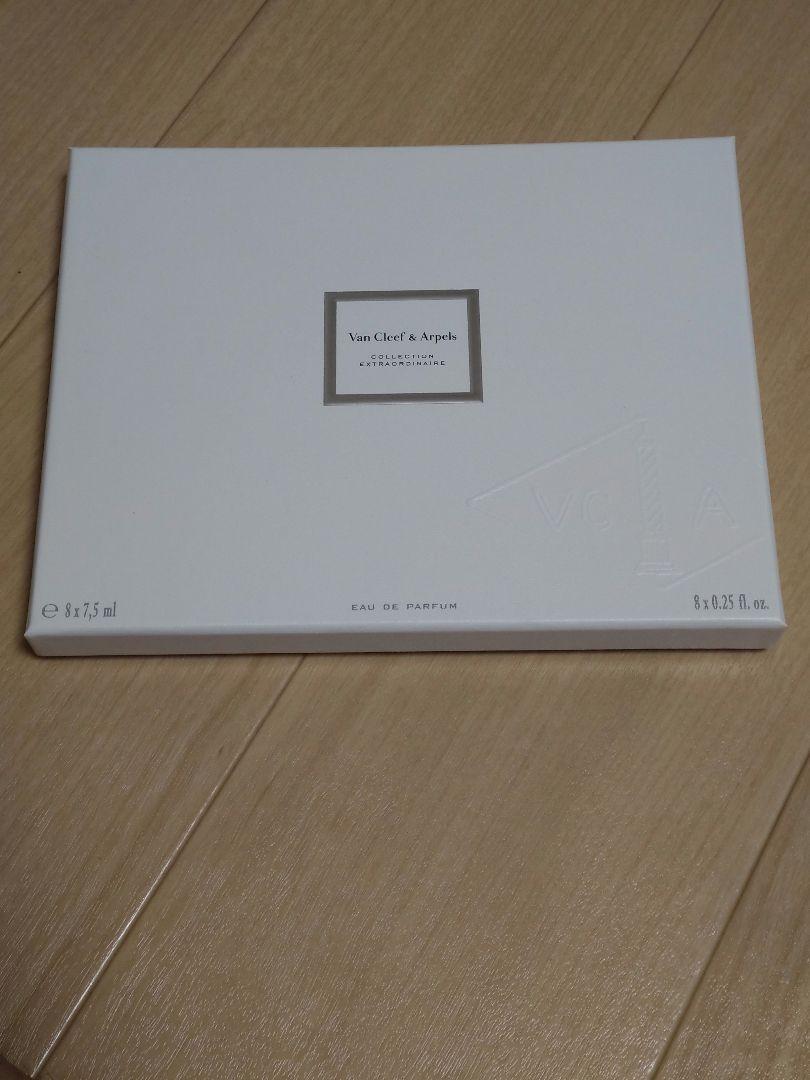 Van Cleef & Arpels
COLLECTION
EXTRAORDINAIRE
VC A
℮ 8 x 7,5 ml
EAU DE PARFUM
8 x 0.25 fl. oz.